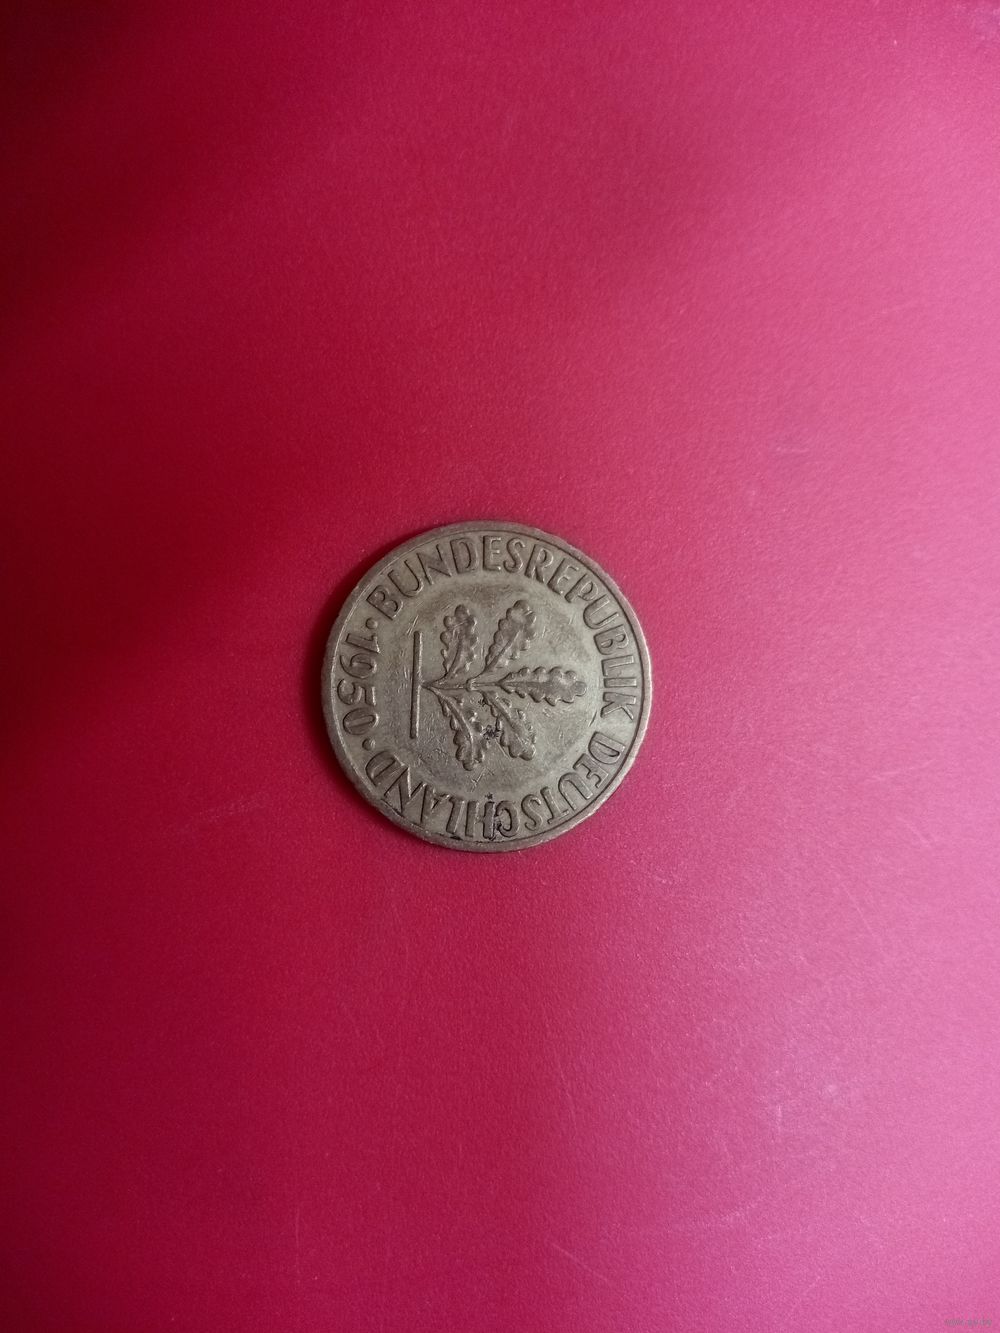 BUNDESREPUBLIK DEUTSCHLAND
· 1950 ·